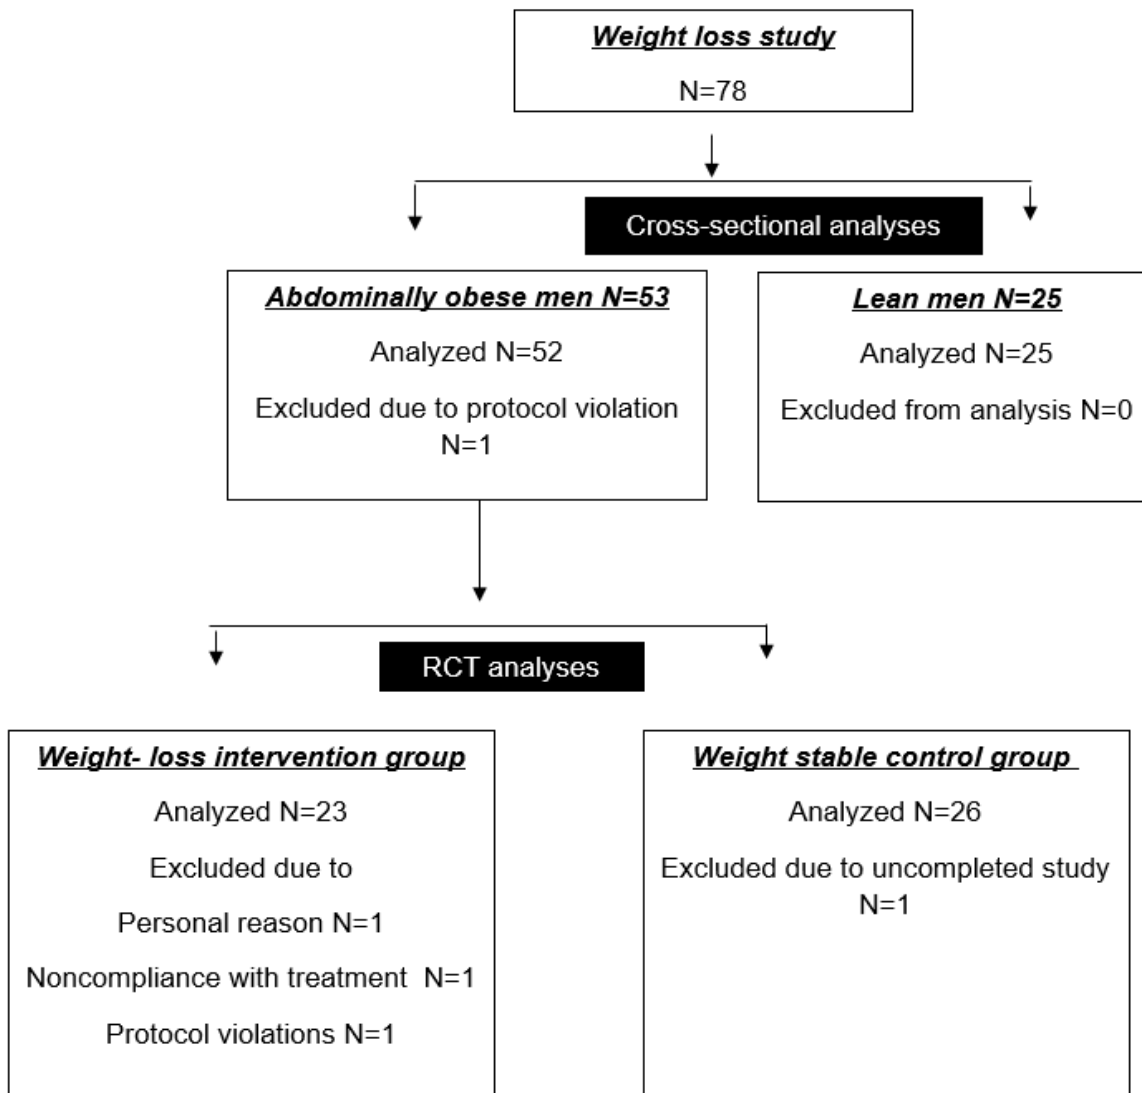 Weight loss study
N=78
Cross-sectional analyses
Abdominally obese men N=53
Analyzed N=52
Excluded due to protocol violation
N=1
Lean men N=25
Analyzed N=25
Excluded from analysis N=0
RCT analyses
Weight- loss intervention group
Analyzed N=23
Excluded due to
Personal reason N=1
Noncompliance with treatment  N=1
Protocol violations N=1
Weight stable control group
Analyzed N=26
Excluded due to uncompleted study
N=1